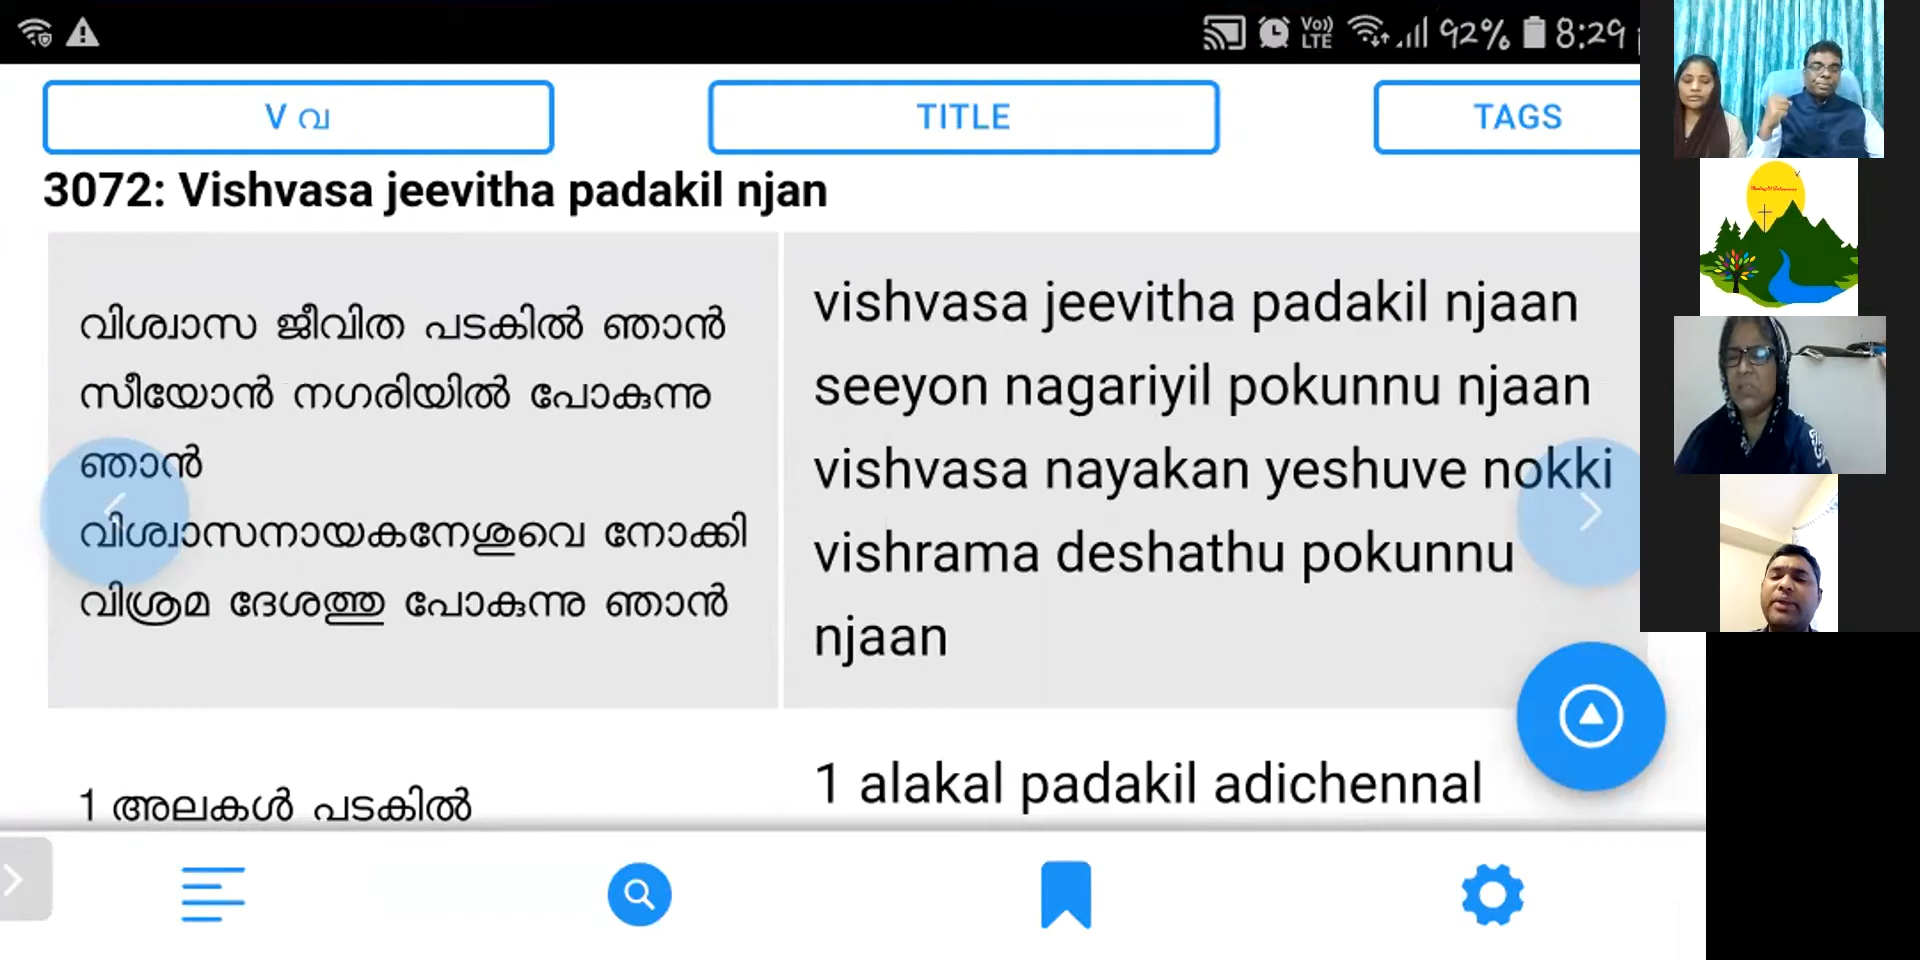 Vo))
LTE
92%
8:29
V വ
TITLE
TAGS
3072: Vishvasa jeevitha padakil njan
വിശ്വാസ ജീവിത പടകിൽ ഞാൻ
സീയോൻ നഗരിയിൽ പോകുന്നു
ഞാൻ
വിശ്വാസനായകനേശുവെ നോക്കി
വിശ്രമ ദേശത്തു പോകുന്നു ഞാൻ
vishvasa jeevitha padakil njaan
seeyon nagariyil pokunnu njaan
vishvasa nayakan yeshuve nokki
vishrama deshathu pokunnu
njaan
1 അലകൾ പടകിൽ
1 alakal padakil adichennal